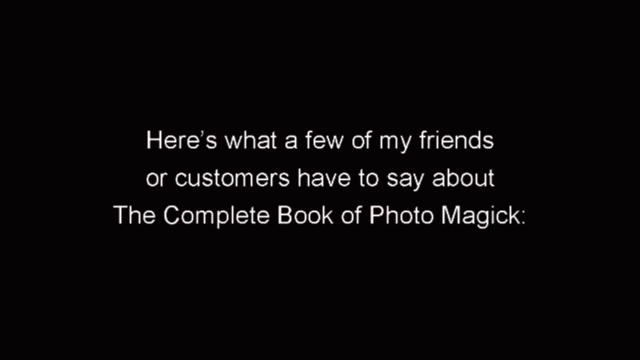 Here’s what a few of my friends
or customers have to say about
The Complete Book of Photo Magick: